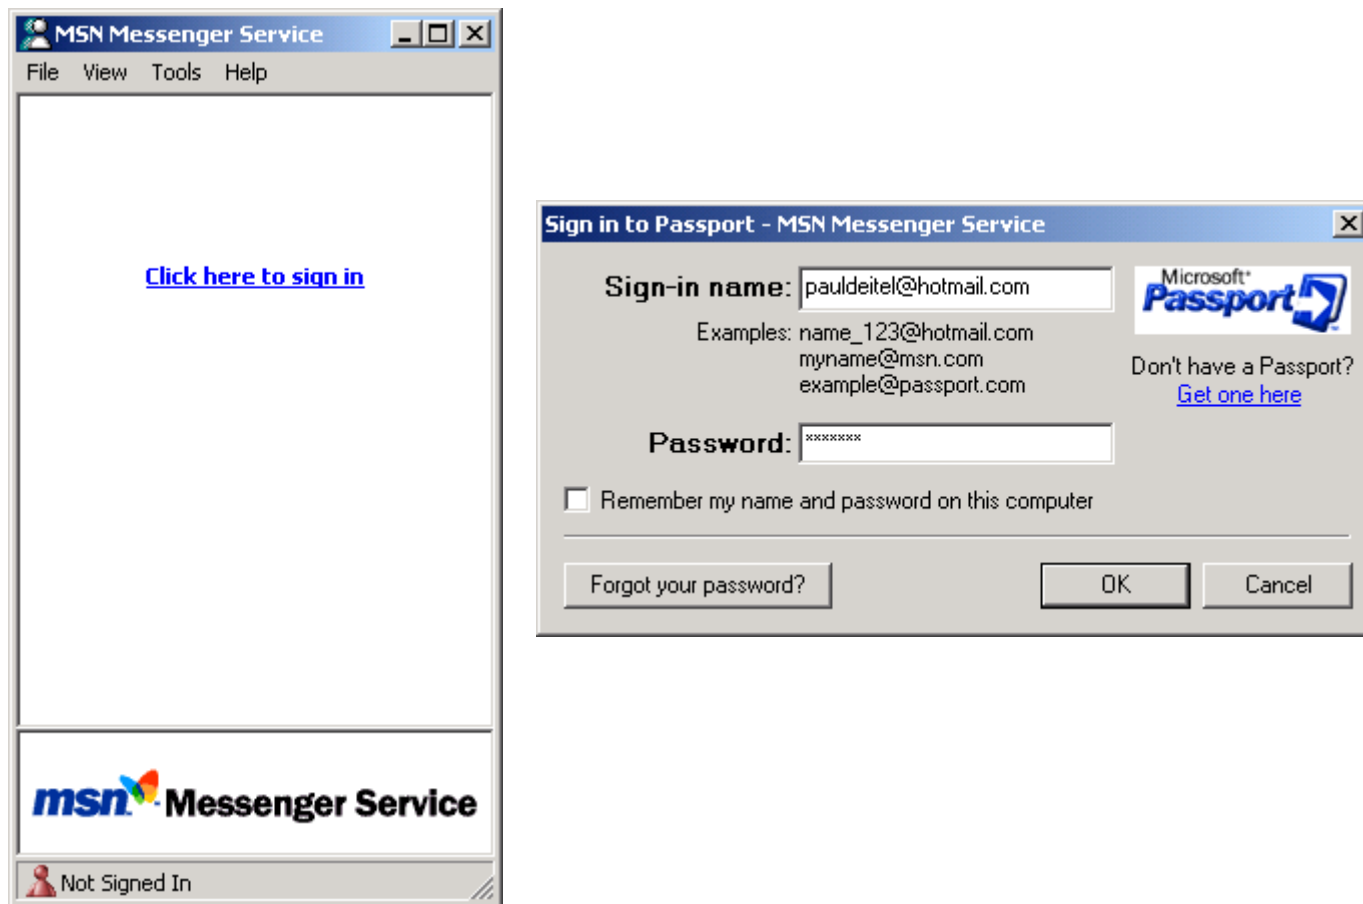 MSN Messenger Service
File View Tools Help
Click here to sign in
msn Messenger Service
Not Signed In
Sign in to Passport - MSN Messenger Service
Sign-in name: pauldeitel@hotmail.com
Examples: name_123@hotmail.com
myname@msn.com
example@passport.com
Password: *******
Remember my name and password on this computer
Microsoft
Passport
Don't have a Passport?
Get one here
Forgot your password? OK Cancel